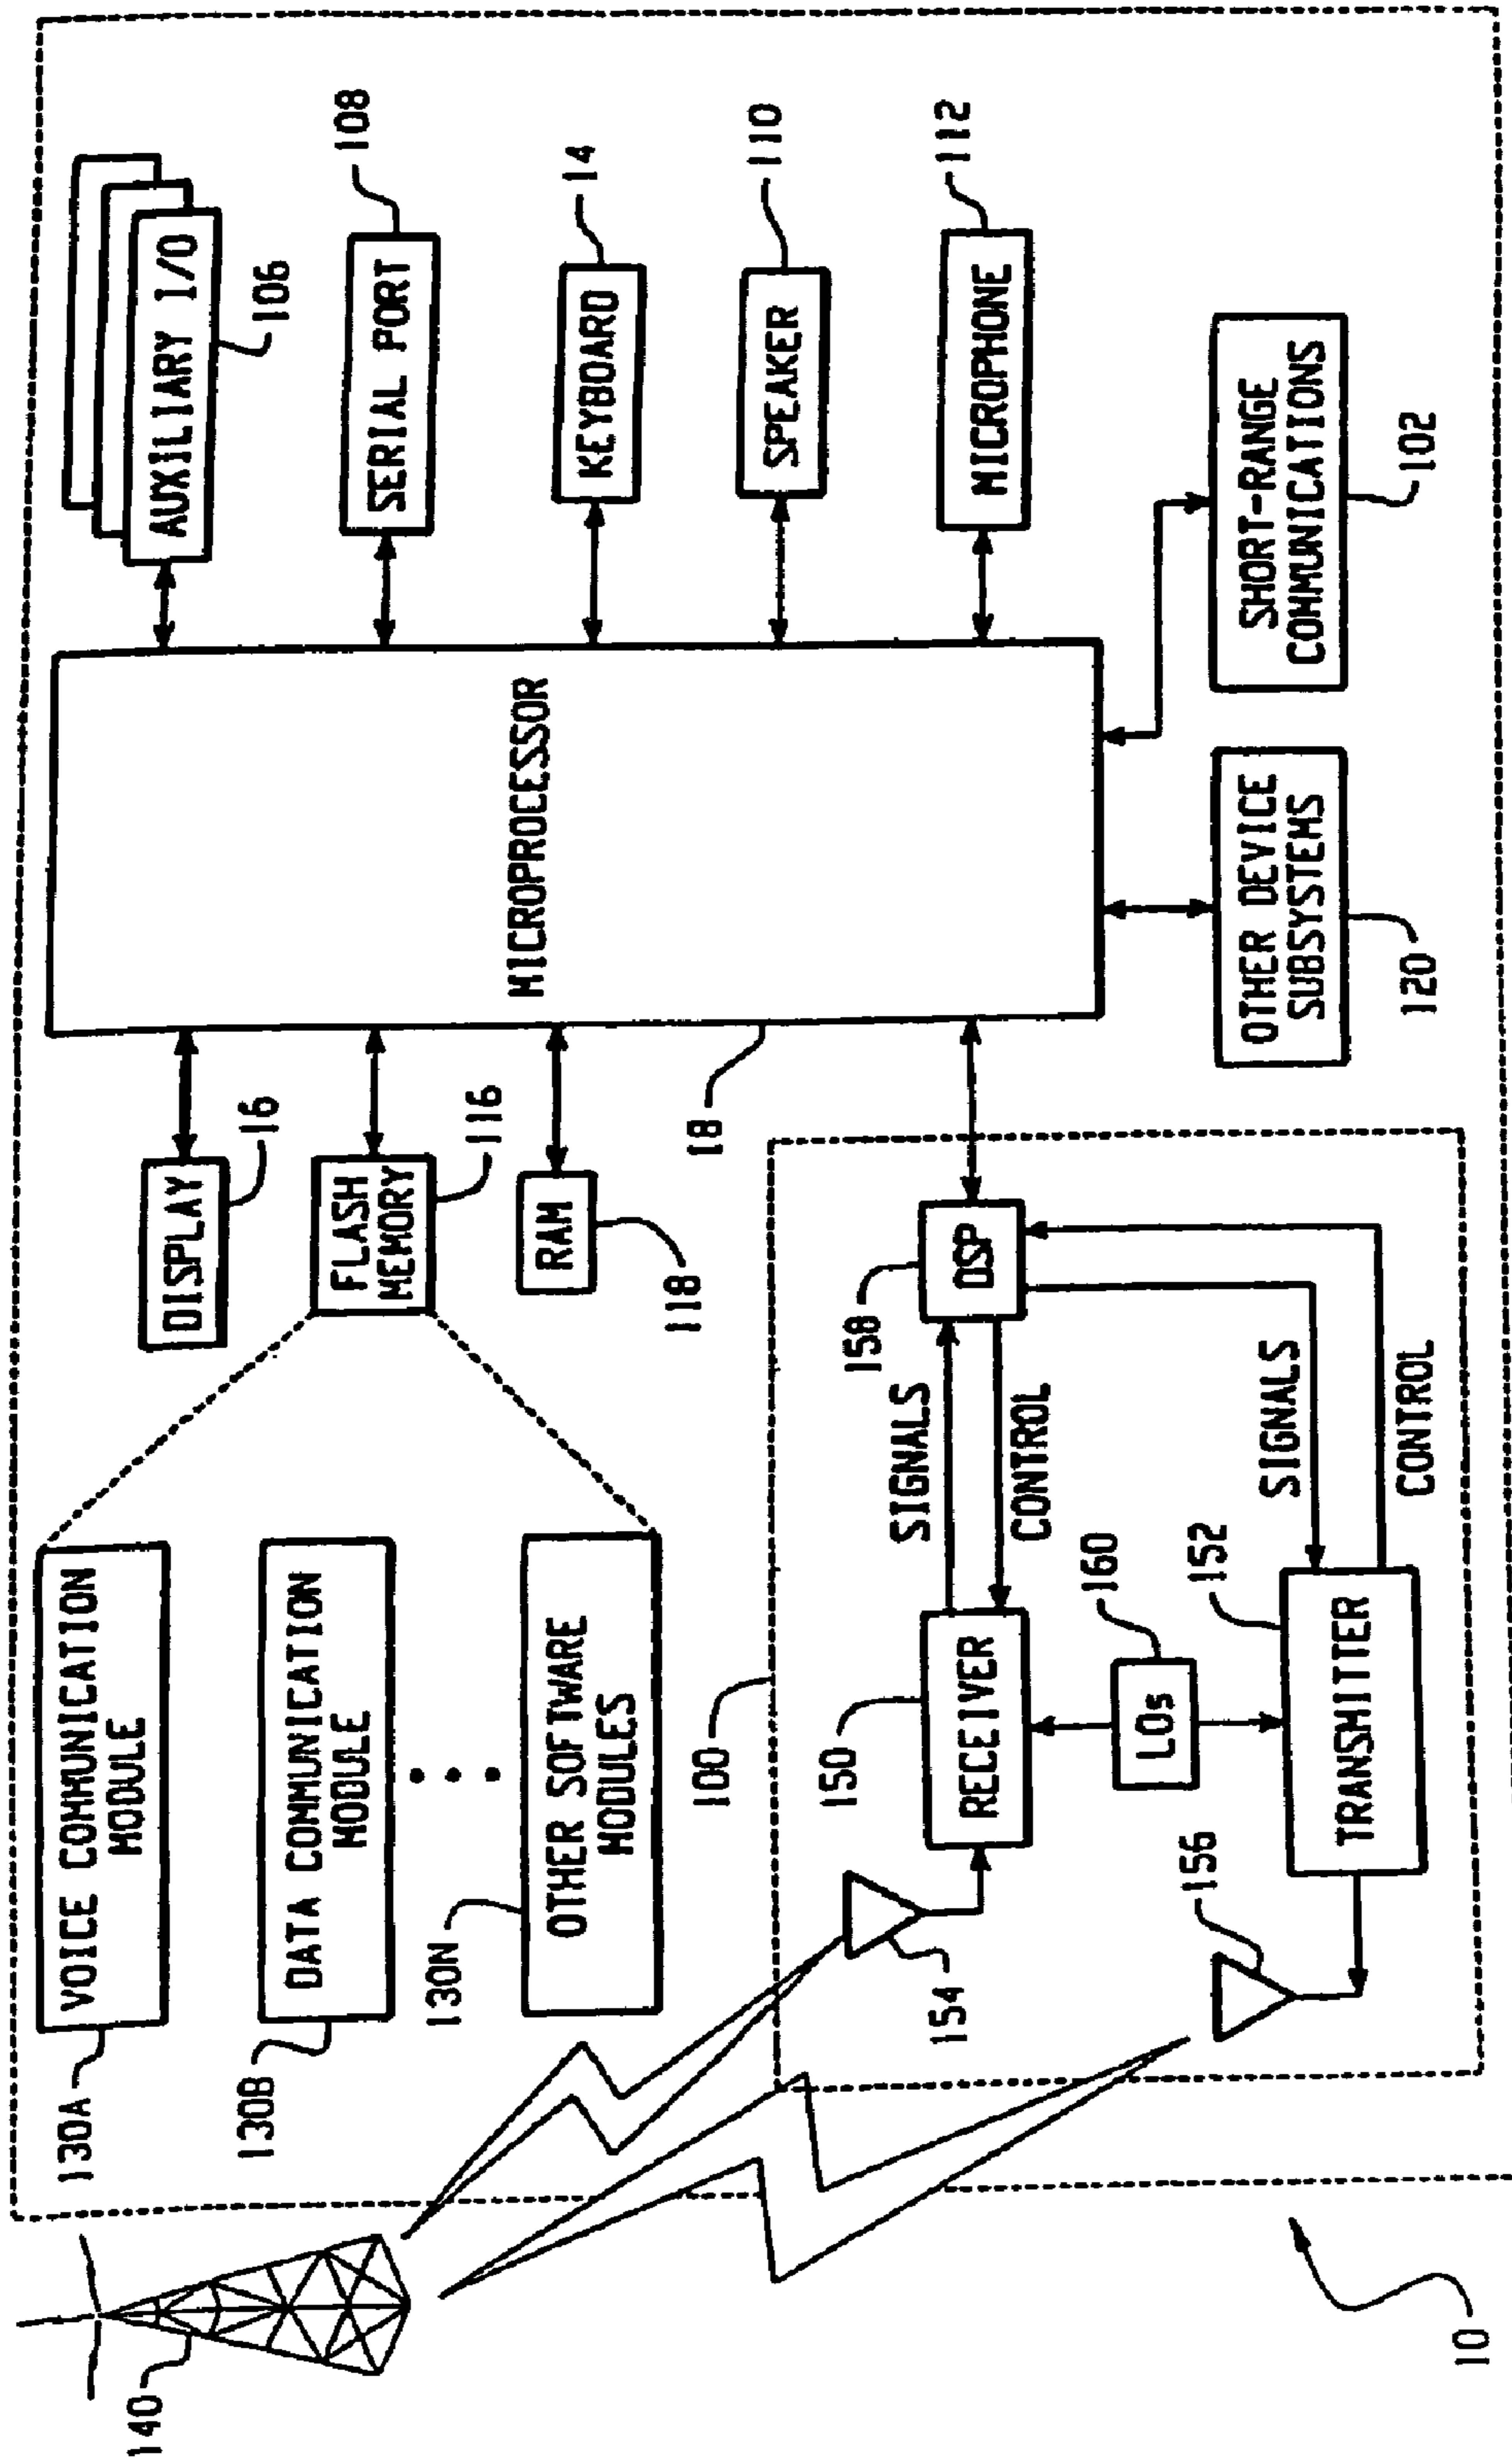 140
130A
VOICE COMMUNICATION
MODULE
130B
DATA COMMUNICATION
MODULE
130N
OTHER SOFTWARE
MODULES
DISPLAY
16
FLASH
MEMORY
116
RAM
118
18
MICROPROCESSOR
AUXILIARY I/O
106
SERIAL PORT
108
KEYBOARD
14
SPEAKER
110
MICROPHONE
112
SHORT-RANGE
COMMUNICATIONS
102
OTHER DEVICE
SUBSYSTEMS
120
100
154
150
RECEIVER
SIGNALS
CONTROL
158
DSP
LOs
160
156
152
TRANSMITTER
SIGNALS
CONTROL
10